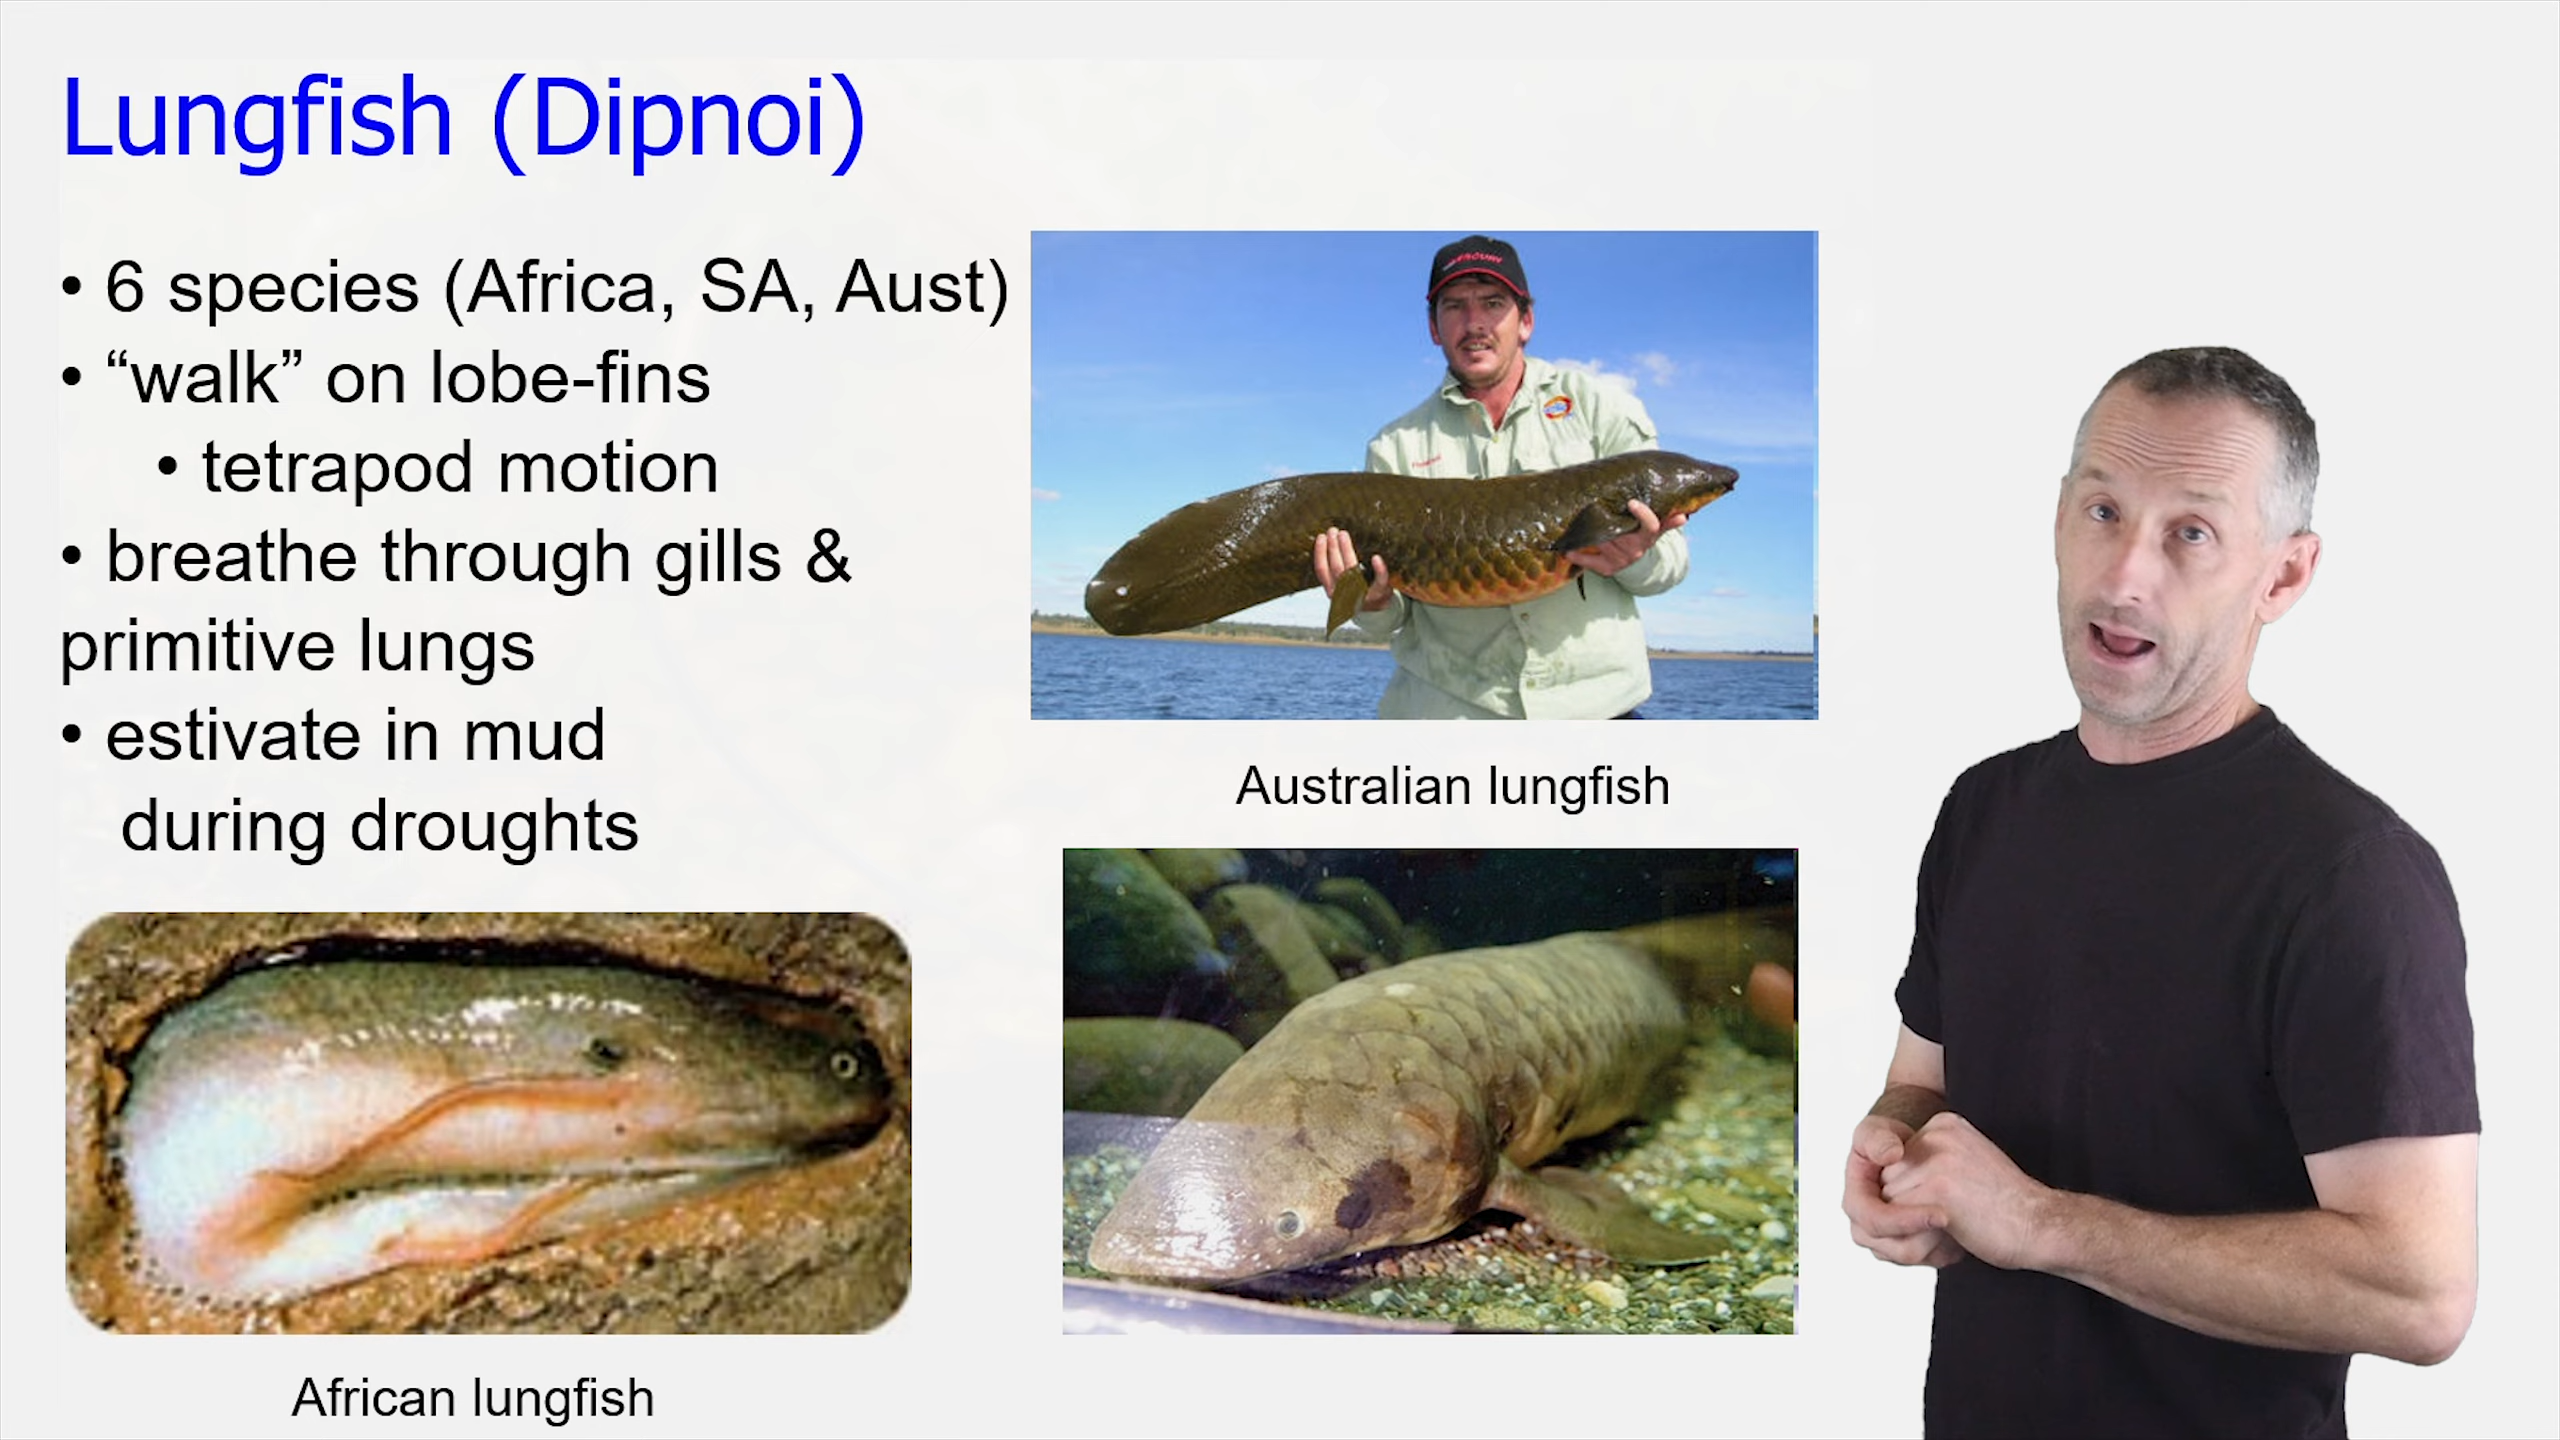 Lungfish (Dipnoi)
• 6 species (Africa, SA, Aust)
• “walk” on lobe-fins
• tetrapod motion
• breathe through gills &
primitive lungs
• estivate in mud
during droughts
Australian lungfish
African lungfish